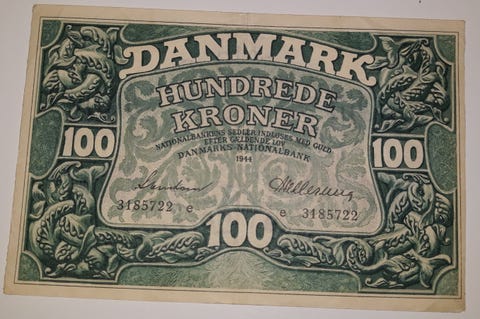 DANMARK
HUNDREDE
KRONER
NATIONALBANKENS SEDLER INDLØSES MED GULD
EFTER GÆLDENDE LOV
DANMARKS NATIONALBANK
1944
100 100
3185722 e e 3185722
100